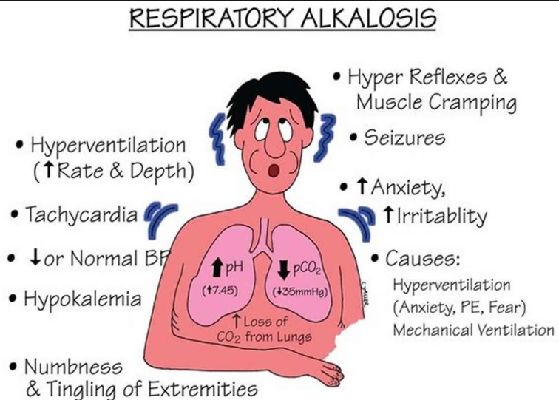 RESPIRATORY ALKALOSIS
• Hyper Reflexes &
Muscle Cramping
• Seizures
• ↑Anxiety,
↑Irritablity
• Causes:
Hyperventilation
(Anxiety, PE, Fear)
Mechanical Ventilation
• Hyperventilation
(↑Rate & Depth)
• Tachycardia
• ↓or Normal BP
• Hypokalemia
• Numbness
& Tingling of Extremities
↑pH
(↑7.45)
↓pCO₂
(↓35mmHg)
↑Loss of
CO₂ from Lungs